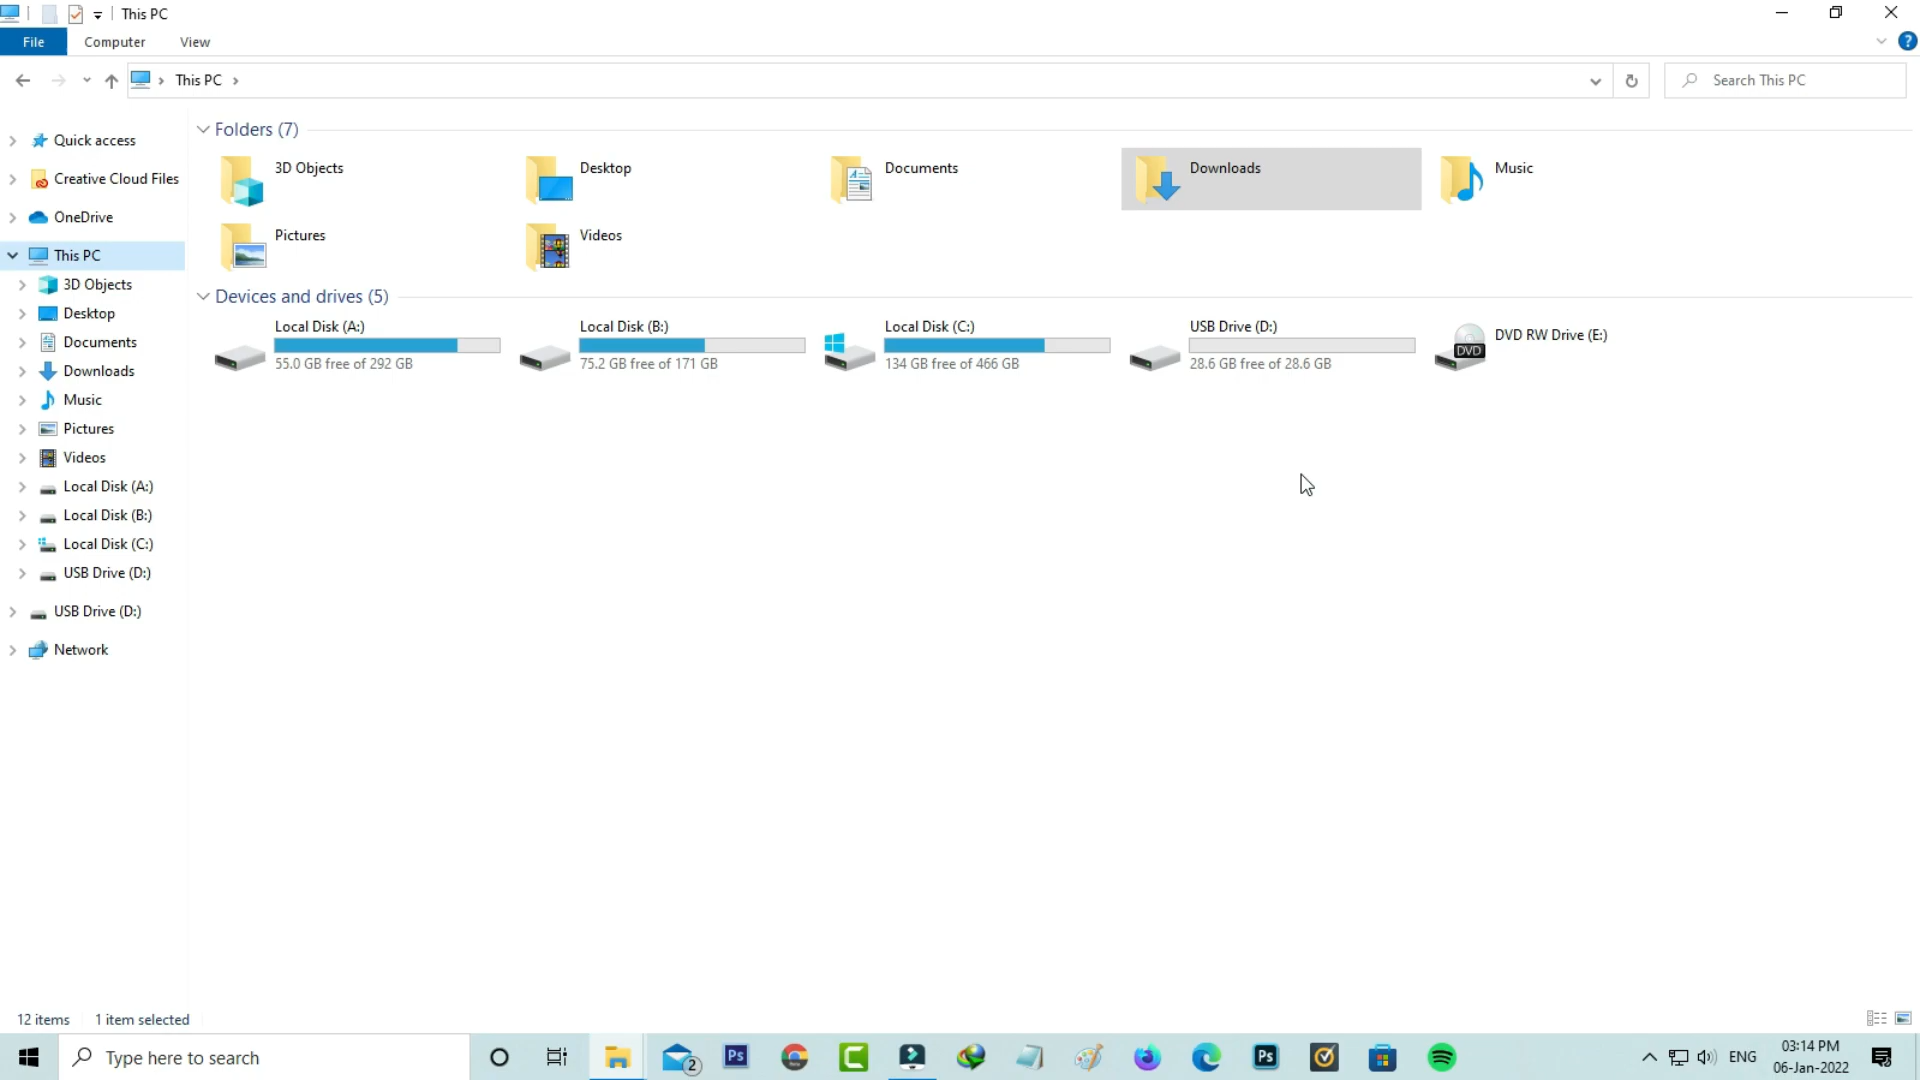 This PC
File Computer View
This PC
Search This PC
Quick access
Creative Cloud Files
OneDrive
This PC
3D Objects
Desktop
Documents
Downloads
Music
Pictures
Videos
Local Disk (A:)
Local Disk (B:)
Local Disk (C:)
USB Drive (D:)
USB Drive (D:)
Network
Folders (7)
3D Objects Desktop Documents Downloads Music
Pictures Videos
Devices and drives (5)
Local Disk (A:)
55.0 GB free of 292 GB
Local Disk (B:)
75.2 GB free of 171 GB
Local Disk (C:)
134 GB free of 466 GB
USB Drive (D:)
28.6 GB free of 28.6 GB
DVD RW Drive (E:)
DVD
12 items 1 item selected
Type here to search
2
Ps
Ps
ENG
03:14 PM
06-Jan-2022